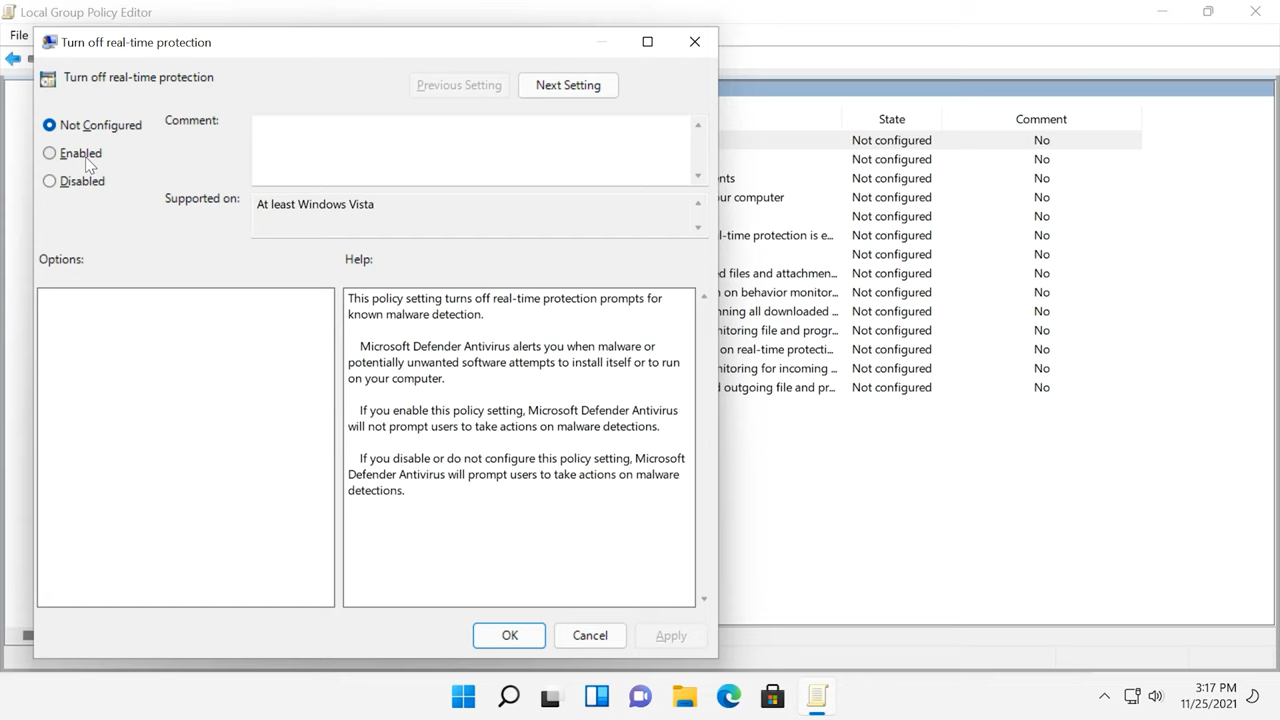 Local Group Policy Editor
File
Turn off real-time protection
Turn off real-time protection
Previous Setting
Next Setting
Not Configured
Comment:
Enabled
Disabled
Supported on:
At least Windows Vista
Options:
Help:
This policy setting turns off real-time protection prompts for
known malware detection.
Microsoft Defender Antivirus alerts you when malware or
potentially unwanted software attempts to install itself or to run
on your computer.
If you enable this policy setting, Microsoft Defender Antivirus
will not prompt users to take actions on malware detections.
If you disable or do not configure this policy setting, Microsoft
Defender Antivirus will prompt users to take actions on malware
detections.
OK
Cancel
Apply
State
Comment
Not configured
No
Not configured
No
nts
Not configured
No
ur computer
Not configured
No
Not configured
No
l-time protection is e...
Not configured
No
Not configured
No
d files and attachmen...
Not configured
No
n on behavior monitor...
Not configured
No
nning all downloaded ...
Not configured
No
nitoring file and progr...
Not configured
No
on real-time protecti...
Not configured
No
nitoring for incoming ...
Not configured
No
d outgoing file and pr...
Not configured
No
3:17 PM
11/25/2021